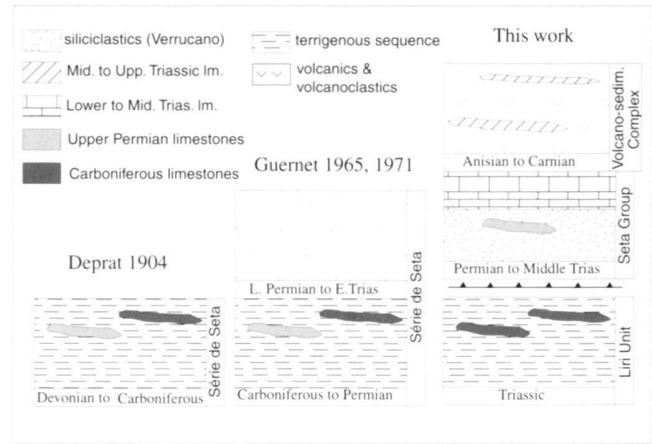 siliciclastics (Verrucano)
Mid. to Upp. Triassic lm.
Lower to Mid. Trias. lm.
Upper Permian limestones
Carboniferous limestones
terrigenous sequence
volcanics &
volcanoclastics
This work
Anisian to Carnian
Volcano-sedim.
Complex
Permian to Middle Trias
Seta Group
Triassic
Liri Unit
Guernet 1965, 1971
L. Permian to E.Trias
Carboniferous to Permian
Série de Seta
Deprat 1904
Devonian to Carboniferous
Série de Seta